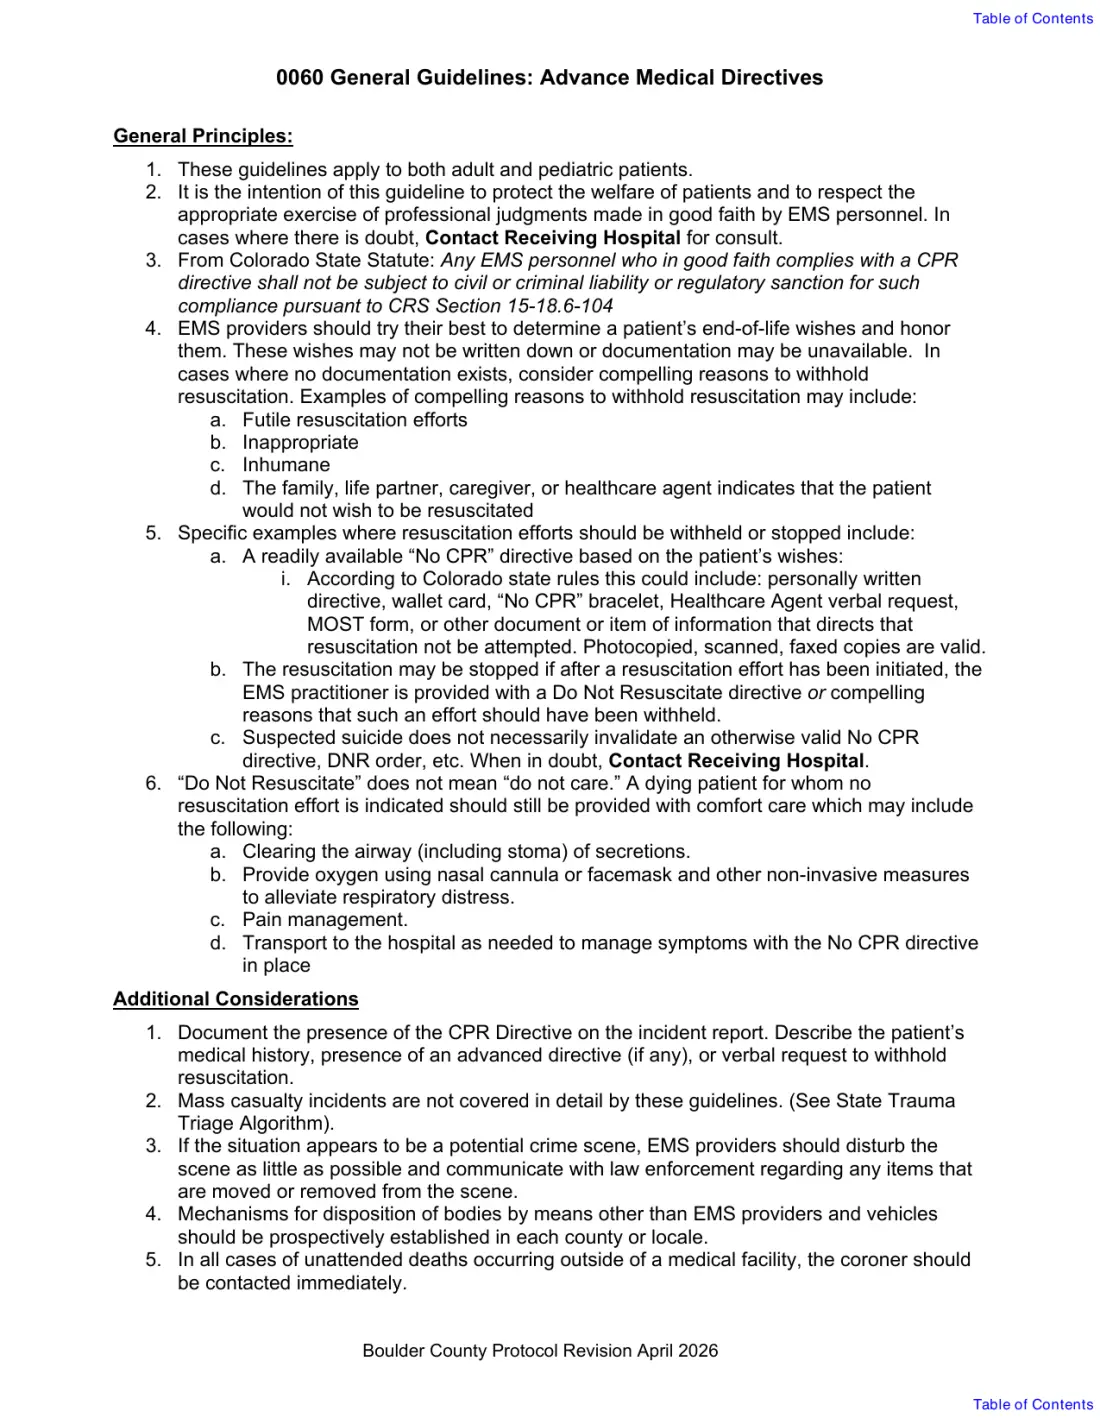 Table of Contents
0060 General Guidelines: Advance Medical Directives
General Principles:
1. These guidelines apply to both adult and pediatric patients.
2. It is the intention of this guideline to protect the welfare of patients and to respect the
appropriate exercise of professional judgments made in good faith by EMS personnel. In
cases where there is doubt, Contact Receiving Hospital for consult.
3. From Colorado State Statute: Any EMS personnel who in good faith complies with a CPR
directive shall not be subject to civil or criminal liability or regulatory sanction for such
compliance pursuant to CRS Section 15-18.6-104
4. EMS providers should try their best to determine a patient’s end-of-life wishes and honor
them. These wishes may not be written down or documentation may be unavailable. In
cases where no documentation exists, consider compelling reasons to withhold
resuscitation. Examples of compelling reasons to withhold resuscitation may include:
a. Futile resuscitation efforts
b. Inappropriate
c. Inhumane
d. The family, life partner, caregiver, or healthcare agent indicates that the patient
would not wish to be resuscitated
5. Specific examples where resuscitation efforts should be withheld or stopped include:
a. A readily available “No CPR” directive based on the patient’s wishes:
i. According to Colorado state rules this could include: personally written
directive, wallet card, “No CPR” bracelet, Healthcare Agent verbal request,
MOST form, or other document or item of information that directs that
resuscitation not be attempted. Photocopied, scanned, faxed copies are valid.
b. The resuscitation may be stopped if after a resuscitation effort has been initiated, the
EMS practitioner is provided with a Do Not Resuscitate directive or compelling
reasons that such an effort should have been withheld.
c. Suspected suicide does not necessarily invalidate an otherwise valid No CPR
directive, DNR order, etc. When in doubt, Contact Receiving Hospital.
6. “Do Not Resuscitate” does not mean “do not care.” A dying patient for whom no
resuscitation effort is indicated should still be provided with comfort care which may include
the following:
a. Clearing the airway (including stoma) of secretions.
b. Provide oxygen using nasal cannula or facemask and other non-invasive measures
to alleviate respiratory distress.
c. Pain management.
d. Transport to the hospital as needed to manage symptoms with the No CPR directive
in place
Additional Considerations
1. Document the presence of the CPR Directive on the incident report. Describe the patient’s
medical history, presence of an advanced directive (if any), or verbal request to withhold
resuscitation.
2. Mass casualty incidents are not covered in detail by these guidelines. (See State Trauma
Triage Algorithm).
3. If the situation appears to be a potential crime scene, EMS providers should disturb the
scene as little as possible and communicate with law enforcement regarding any items that
are moved or removed from the scene.
4. Mechanisms for disposition of bodies by means other than EMS providers and vehicles
should be prospectively established in each county or locale.
5. In all cases of unattended deaths occurring outside of a medical facility, the coroner should
be contacted immediately.
Boulder County Protocol Revision April 2026
Table of Contents